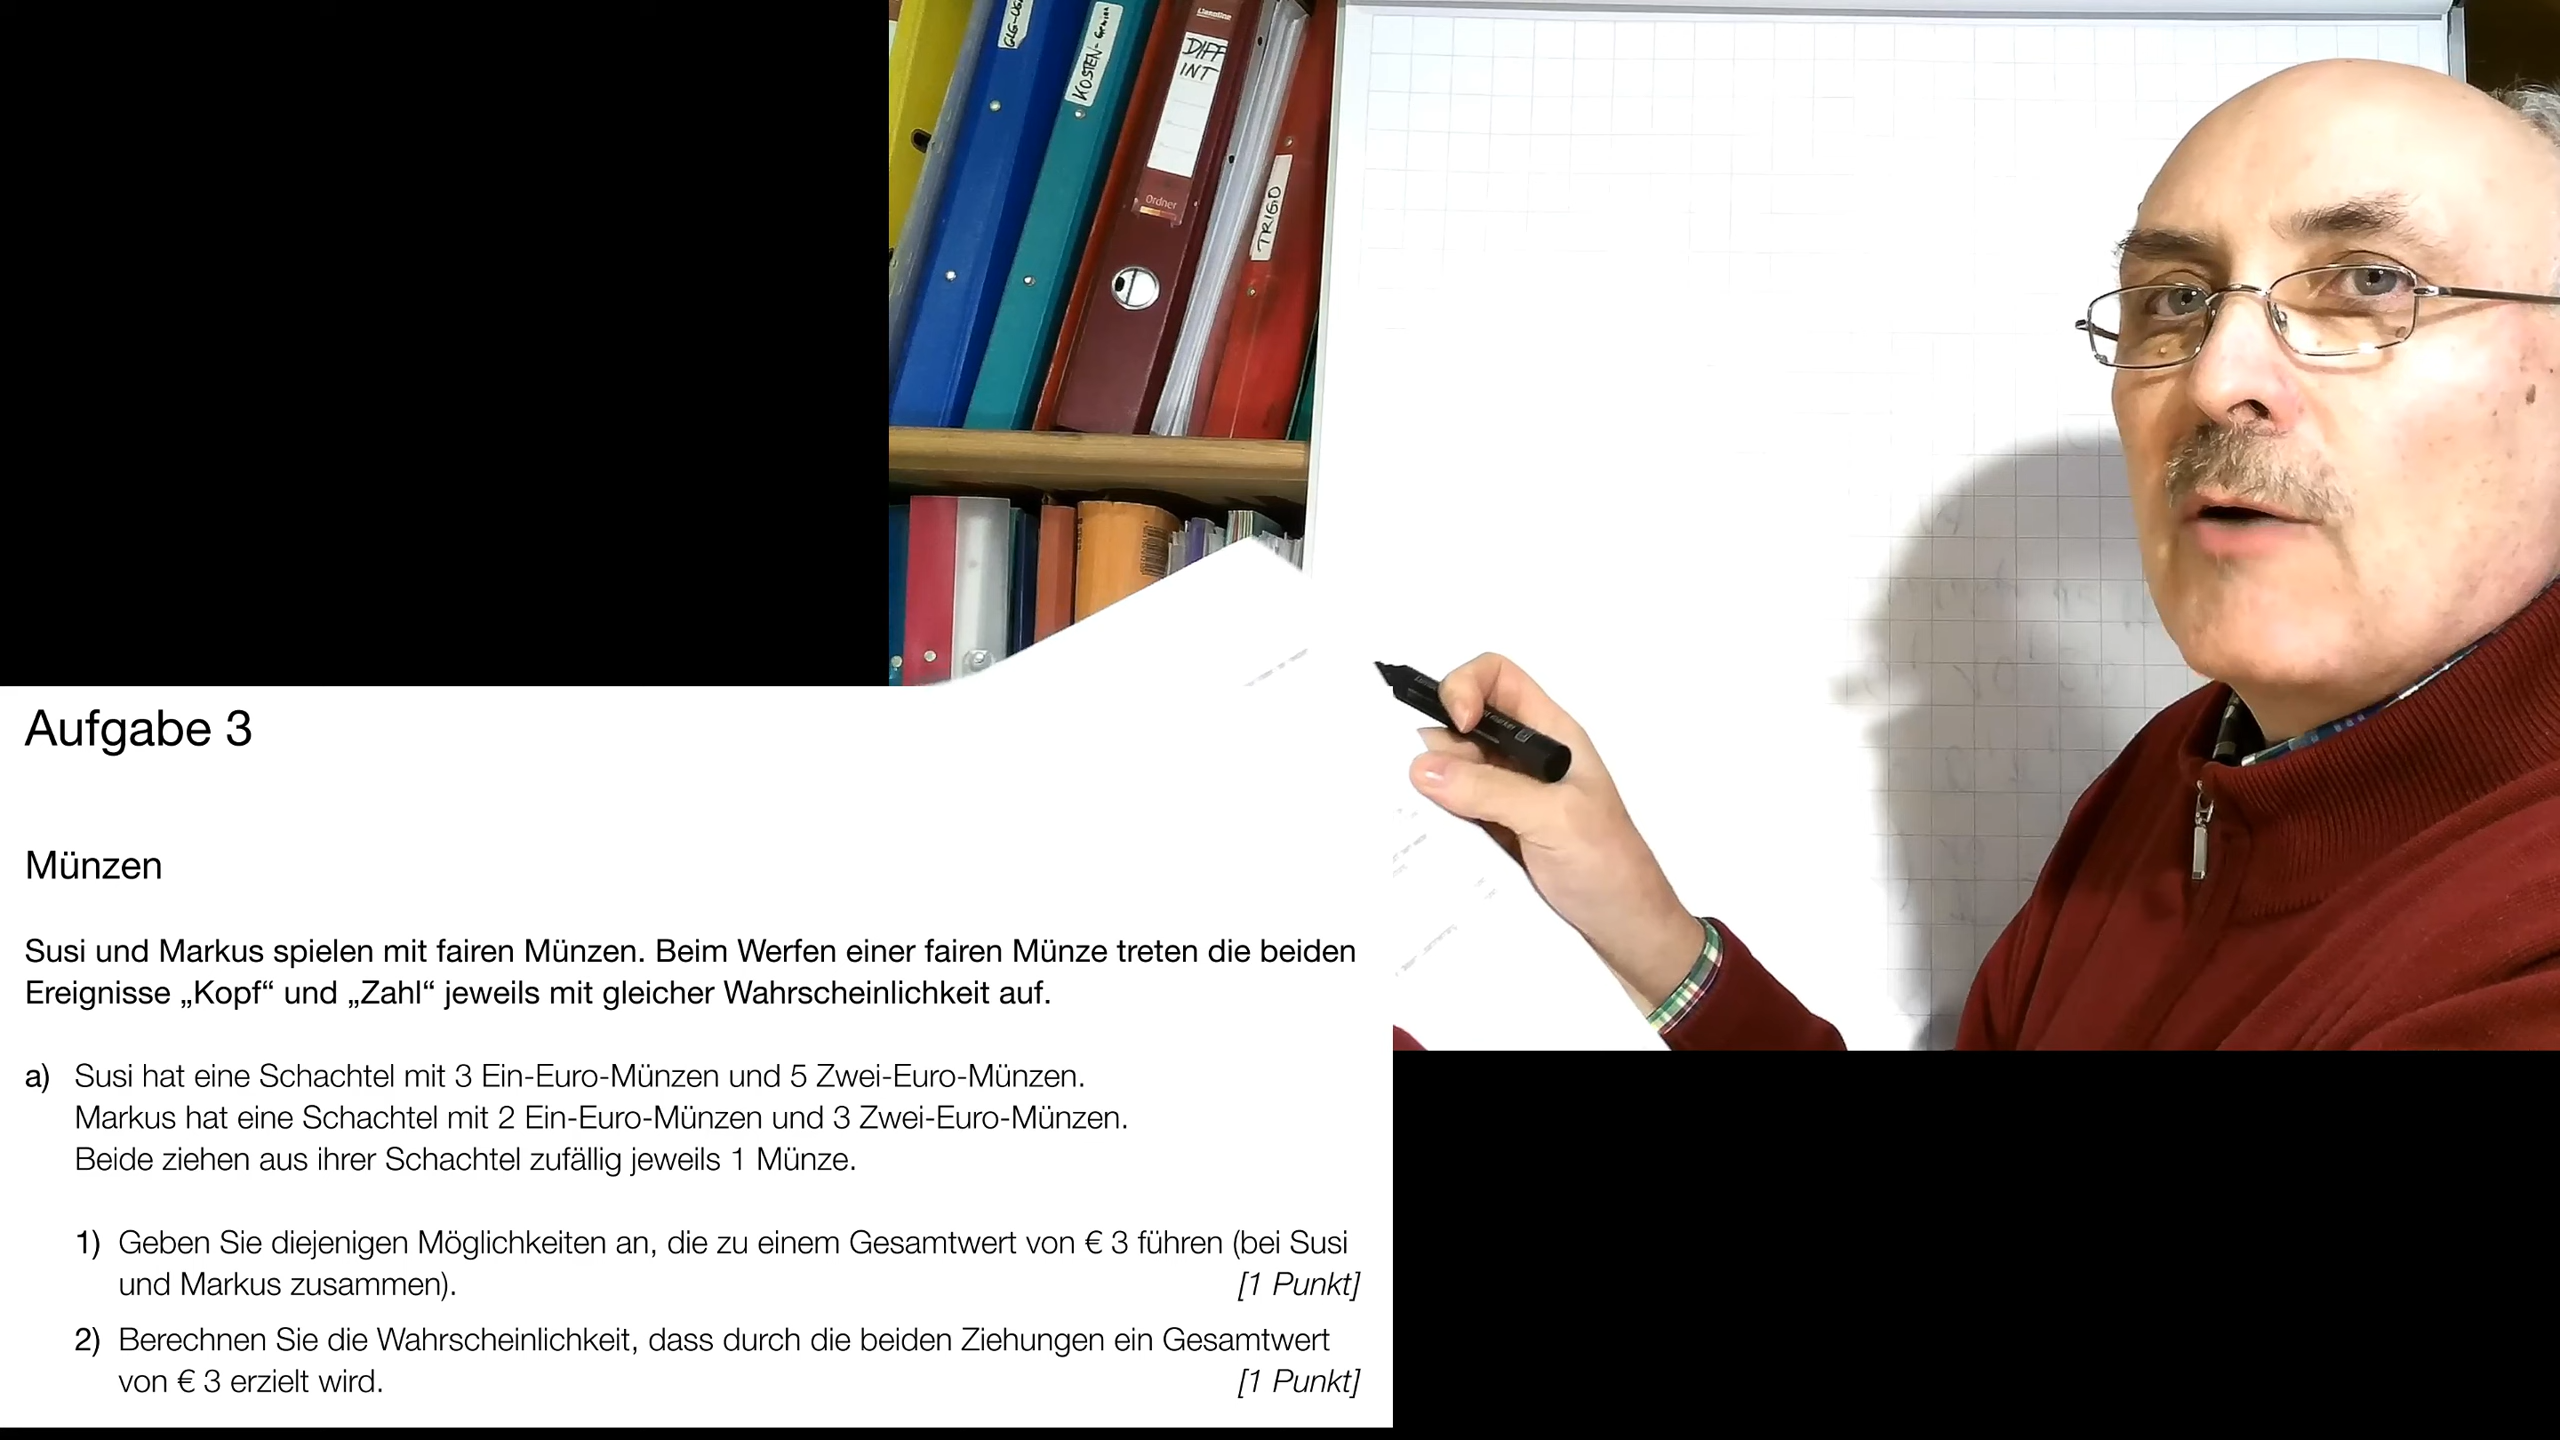 GLG-UGL
KOSTEN-
Lissoline
DIFF
INT
Ordner
TRIGO
Aufgabe 3
Münzen
Susi und Markus spielen mit fairen Münzen. Beim Werfen einer fairen Münze treten die beiden
Ereignisse „Kopf“ und „Zahl“ jeweils mit gleicher Wahrscheinlichkeit auf.
a) Susi hat eine Schachtel mit 3 Ein-Euro-Münzen und 5 Zwei-Euro-Münzen.
Markus hat eine Schachtel mit 2 Ein-Euro-Münzen und 3 Zwei-Euro-Münzen.
Beide ziehen aus ihrer Schachtel zufällig jeweils 1 Münze.
1) Geben Sie diejenigen Möglichkeiten an, die zu einem Gesamtwert von € 3 führen (bei Susi
und Markus zusammen). [1 Punkt]
2) Berechnen Sie die Wahrscheinlichkeit, dass durch die beiden Ziehungen ein Gesamtwert
von € 3 erzielt wird. [1 Punkt]